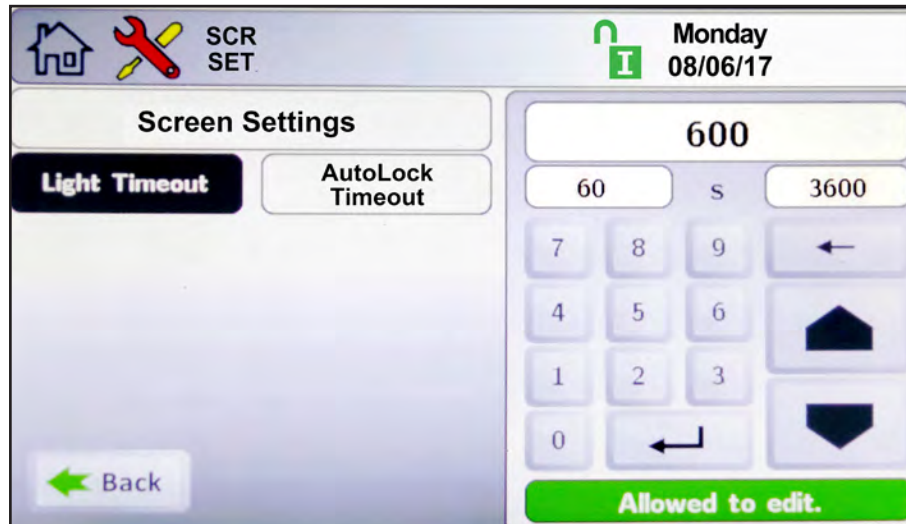 SCR
SET
I
Monday
08/06/17
Screen Settings
Light Timeout
AutoLock
Timeout
Back
600
60 s 3600
7 8 9
4 5 6
1 2 3
0
Allowed to edit.